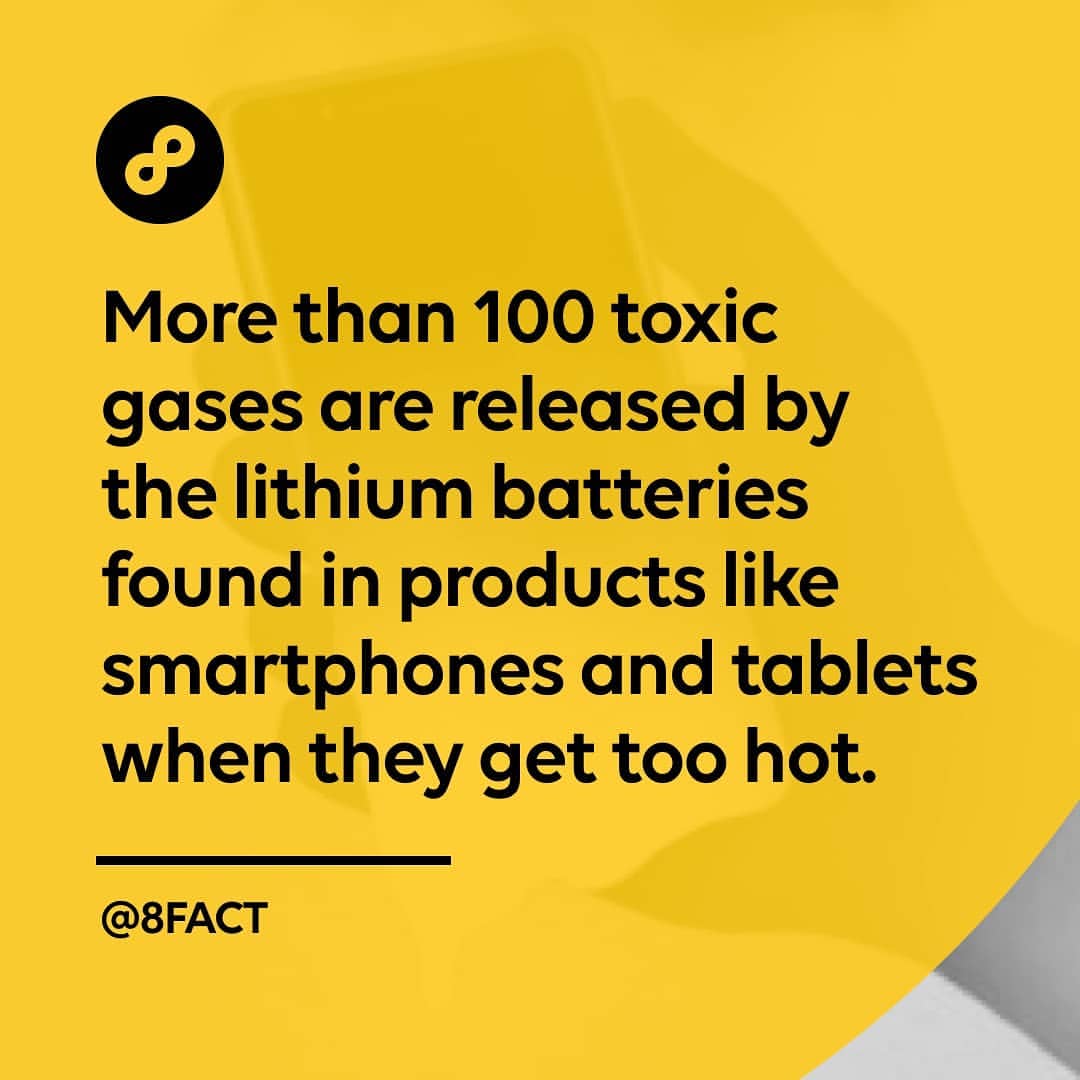 More than 100 toxic
gases are released by
the lithium batteries
found in products like
smartphones and tablets
when they get too hot.
@8FACT